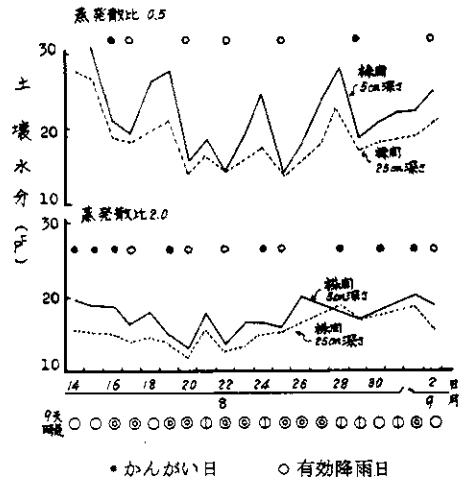 蒸発散比 0.5
30
20
10
土壌水分(pF)
株間
5cm深さ
株間
25cm深さ
蒸発散比2.0
30
20
10
株間
5cm深さ
株間
25cm深さ
14 16 18 20 22 24 26 28 30 2 日
8 9 月
9天
• かんがい日 ○ 有効降雨日